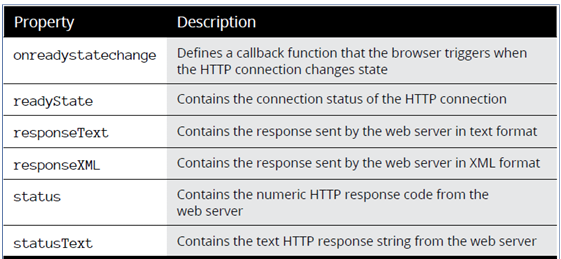 Property Description
onreadystatechange Defines a callback function that the browser triggers when
the HTTP connection changes state
readyState Contains the connection status of the HTTP connection
responseText Contains the response sent by the web server in text format
responseXML Contains the response sent by the web server in XML format
status Contains the numeric HTTP response code from the
web server
statusText Contains the text HTTP response string from the web server